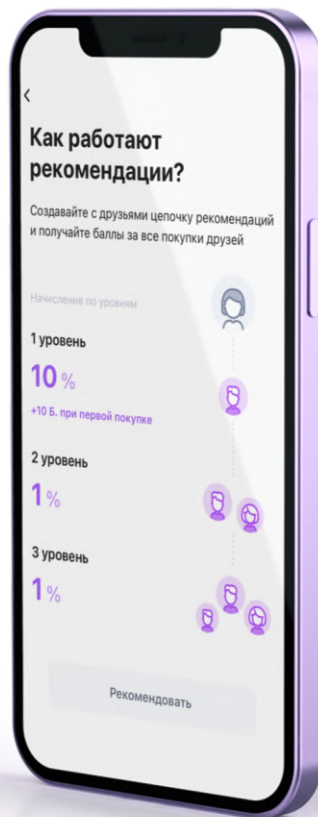 Как работают
рекомендации?
Создавайте с друзьями цепочку рекомендаций
и получайте баллы за все покупки друзей
Начисление по уровням
1 уровень
10 %
+10 Б. при первой покупке
2 уровень
1 %
3 уровень
1 %
Рекомендовать